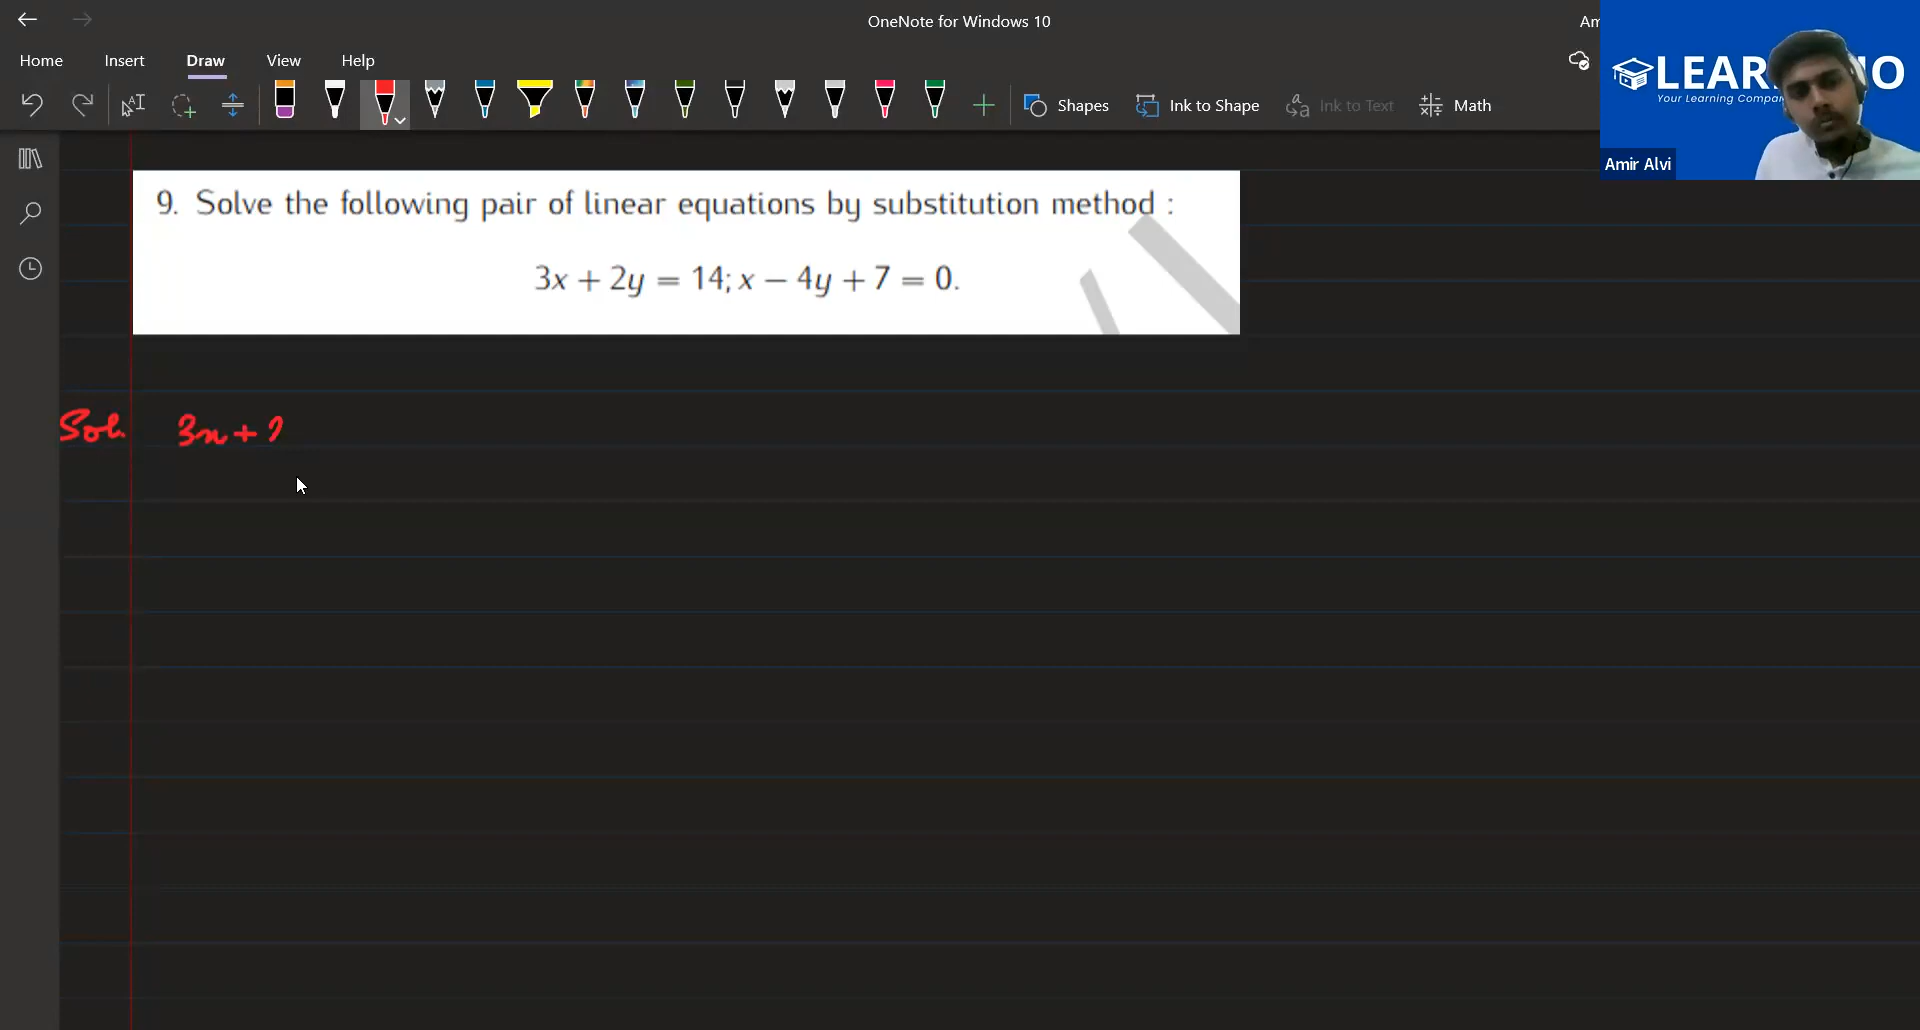 OneNote for Windows 10
Am
Home Insert Draw View Help
Shapes Ink to Shape Ink to Text Math
LEAR
Your Learning Compan
Amir Alvi
9. Solve the following pair of linear equations by substitution method :
3x + 2y = 14; x − 4y + 7 = 0.
Sol. 3x + 2